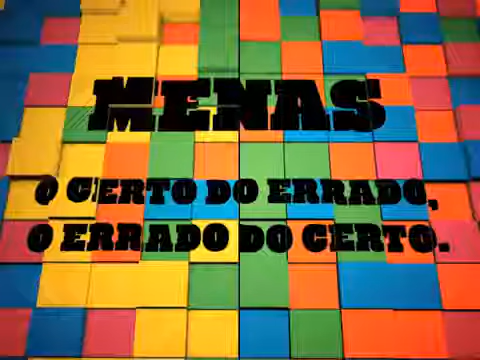 MENAS
O CERTO DO ERRADO,
O ERRADO DO CERTO.